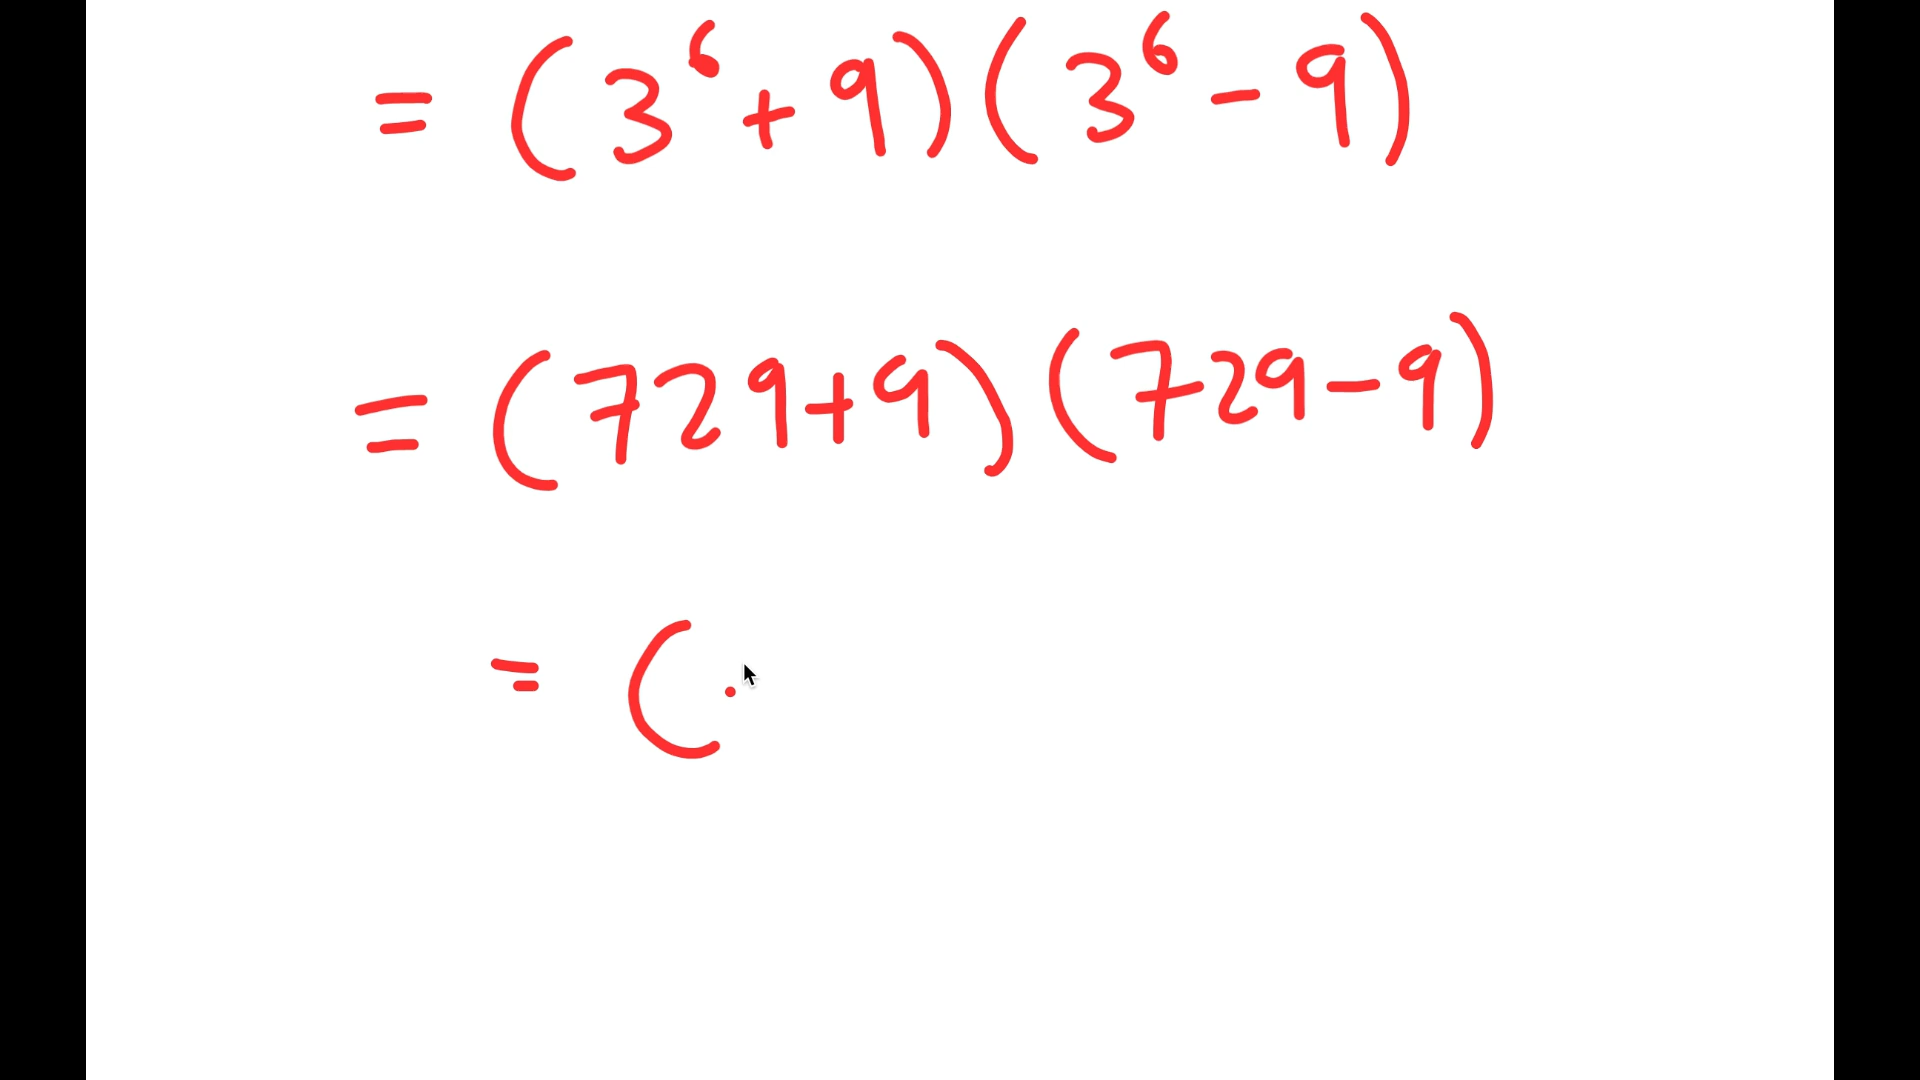 = (3⁶ + 9)(3⁶ - 9)
= (729 + 9)(729 - 9)
= (